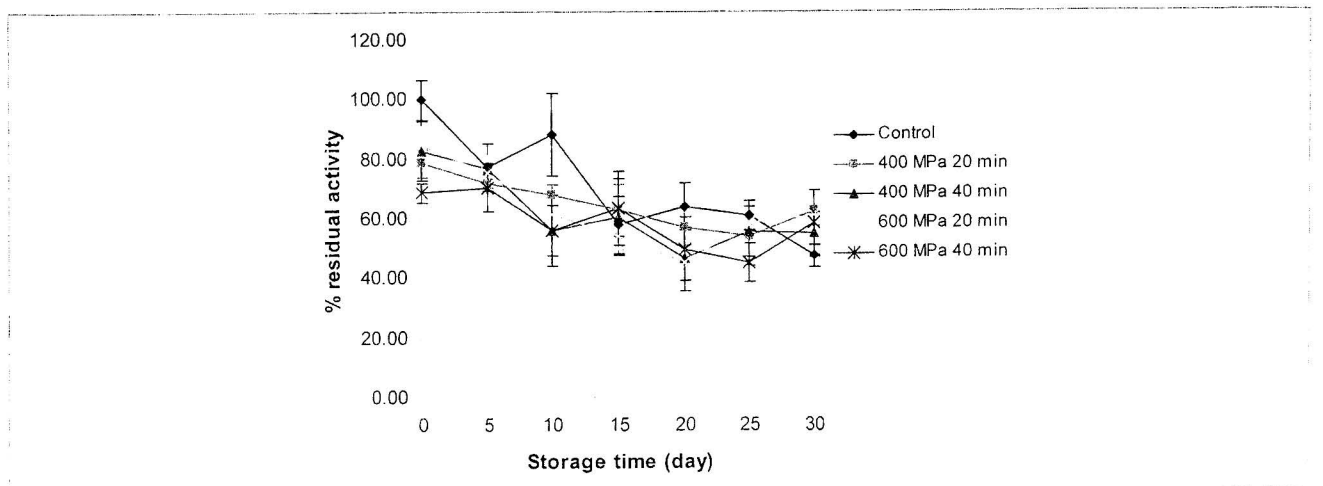 120.00
100.00
80.00
60.00
40.00
20.00
0.00
% residual activity
0 5 10 15 20 25 30
Storage time (day)
Control
400 MPa 20 min
400 MPa 40 min
600 MPa 20 min
600 MPa 40 min